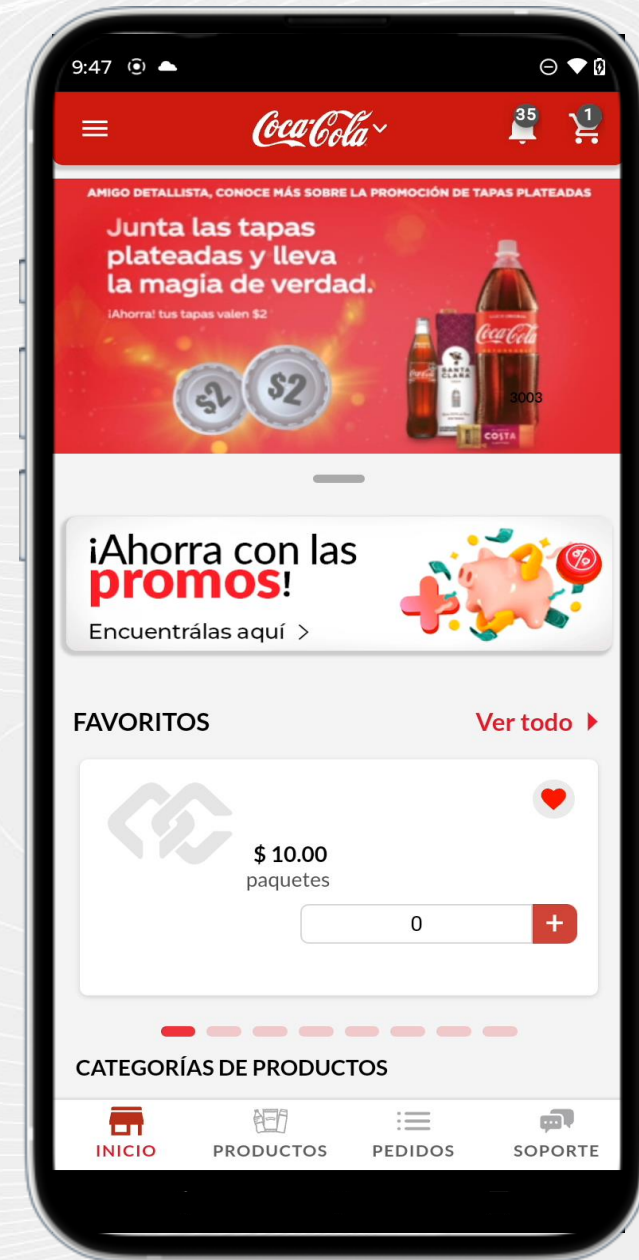 9:47
Coca-Cola
35
1
AMIGO DETALLISTA, CONOCE MÁS SOBRE LA PROMOCIÓN DE TAPAS PLATEADAS
Junta las tapas
plateadas y lleva
la magia de verdad.
¡Ahorra! tus tapas valen $2
$2
$2
Coca-Cola
SANTA
CLARA
3003
COSTA
¡Ahorra con las
promos!
Encuentrálas aquí >
FAVORITOS
Ver todo
$ 10.00
paquetes
0
+
CATEGORÍAS DE PRODUCTOS
INICIO
PRODUCTOS
PEDIDOS
SOPORTE